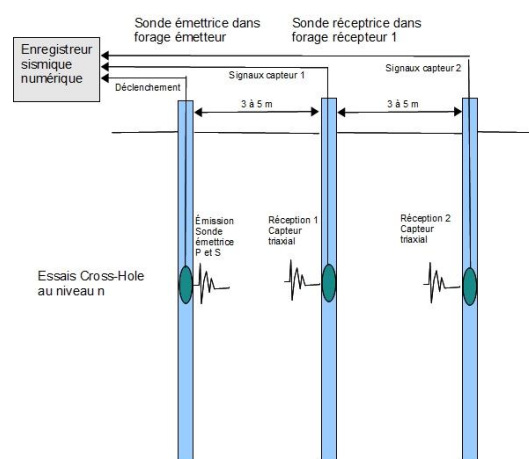 Sonde émettrice dans
forage émetteur
Sonde réceptrice dans
forage récepteur 1
Enregistreur
sismique
numérique
Signaux capteur 1
Signaux capteur 2
Déclenchement
3 à 5 m
3 à 5 m
Émission
Sonde
émettrice
P et S
Réception 1
Capteur
triaxial
Réception 2
Capteur
triaxial
Essais Cross-Hole
au niveau n